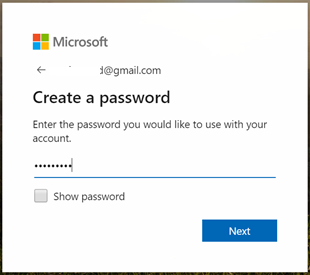 Microsoft
← d@gmail.com
Create a password
Enter the password you would like to use with your
account.
•••••••••
Show password
Next